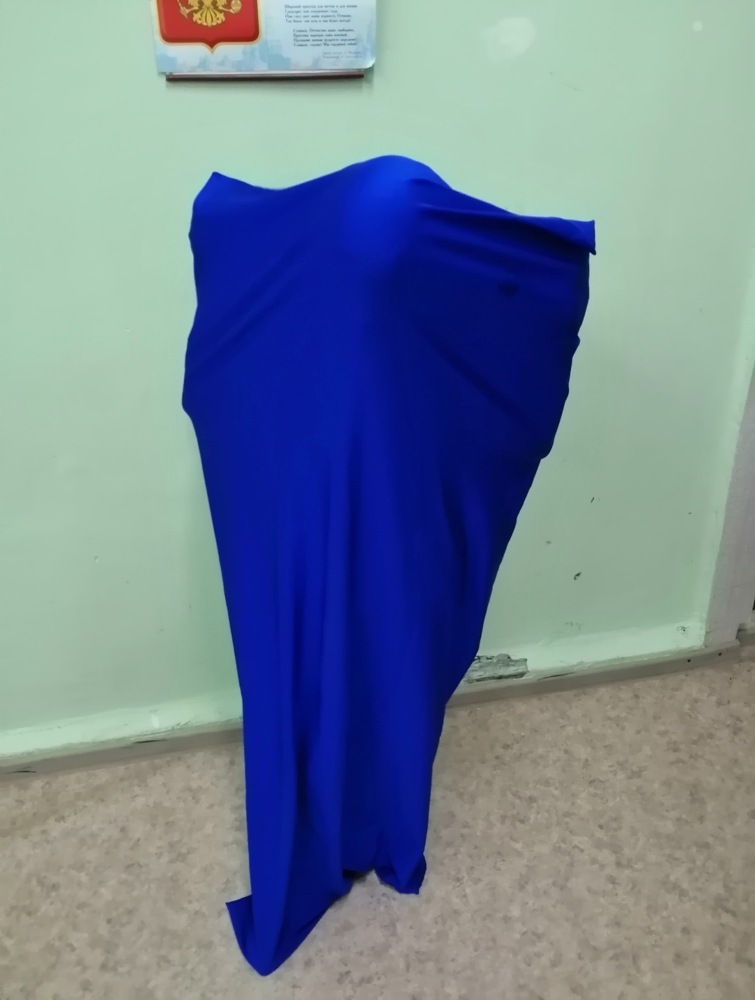 Широкий простор для мечты и для жизни
Грядущие нам открывают года.
Нам силу даёт наша верность Отчизне.
Так было, так есть и так будет всегда!
Славься, Отечество наше свободное,
Братских народов союз вековой,
Предками данная мудрость народная!
Славься, страна! Мы гордимся тобой!